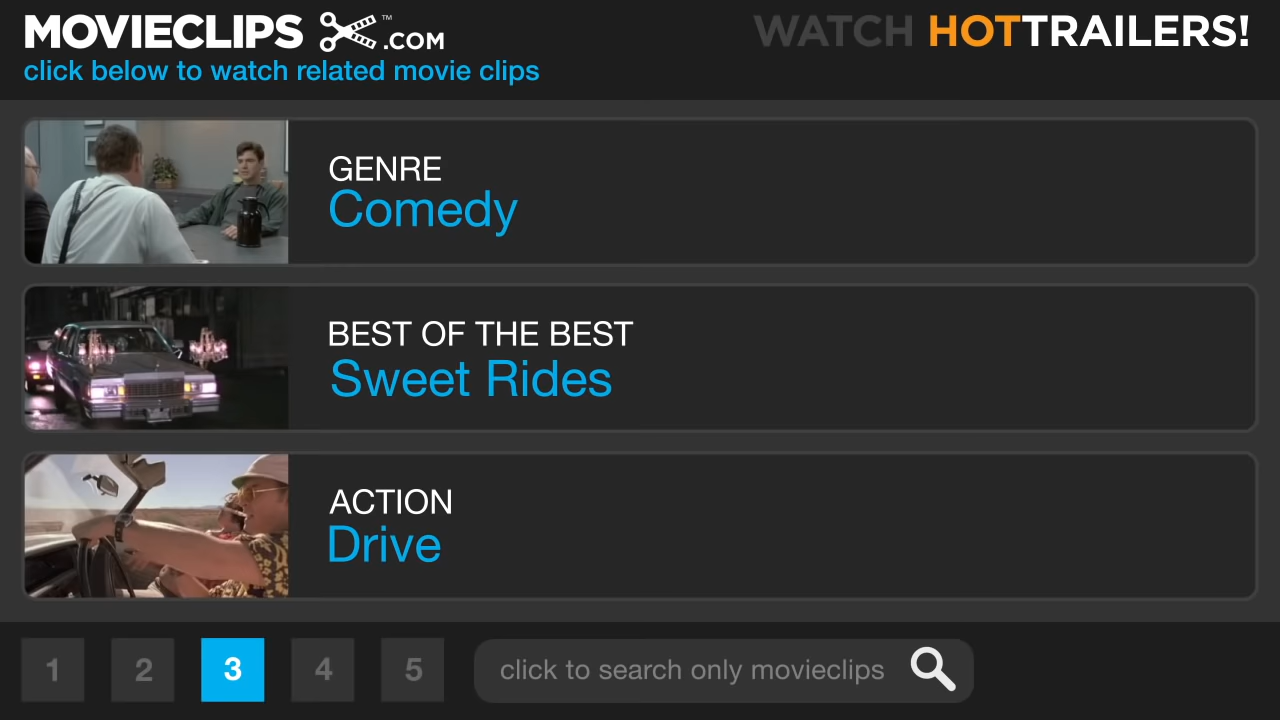 MOVIECLIPS ™ .COM
WATCH HOTTRAILERS!
click below to watch related movie clips
GENRE
Comedy
BEST OF THE BEST
Sweet Rides
ACTION
Drive
1 2 3 4 5
click to search only movieclips